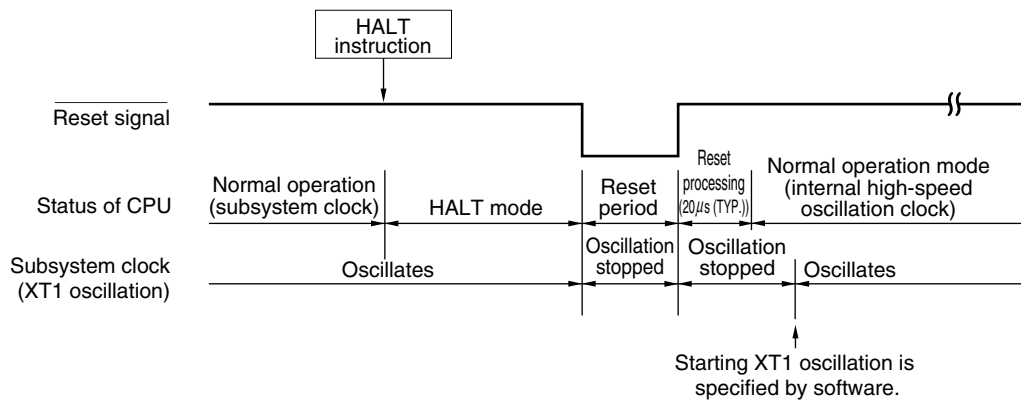 HALT
instruction
Reset signal
Status of CPU
Normal operation
(subsystem clock)
HALT mode
Reset
period
Reset
processing
(20 μs (TYP.))
Normal operation mode
(internal high-speed
oscillation clock)
Subsystem clock
(XT1 oscillation)
Oscillates
Oscillation
stopped
Oscillation
stopped
Oscillates
Starting XT1 oscillation is
specified by software.